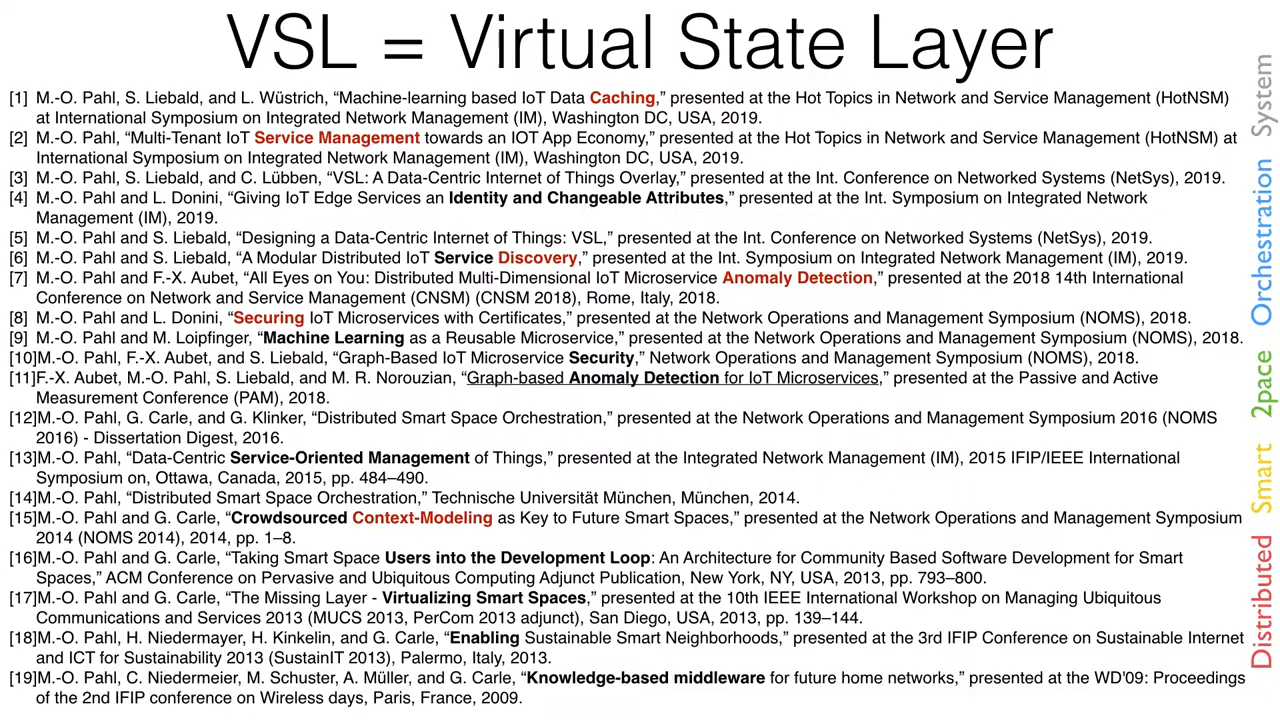 VSL = Virtual State Layer
[1] M.-O. Pahl, S. Liebald, and L. Wüstrich, “Machine-learning based IoT Data Caching,” presented at the Hot Topics in Network and Service Management (HotNSM)
at International Symposium on Integrated Network Management (IM), Washington DC, USA, 2019.
[2] M.-O. Pahl, “Multi-Tenant IoT Service Management towards an IOT App Economy,” presented at the Hot Topics in Network and Service Management (HotNSM) at
International Symposium on Integrated Network Management (IM), Washington DC, USA, 2019.
[3] M.-O. Pahl, S. Liebald, and C. Lübben, “VSL: A Data-Centric Internet of Things Overlay,” presented at the Int. Conference on Networked Systems (NetSys), 2019.
[4] M.-O. Pahl and L. Donini, “Giving IoT Edge Services an Identity and Changeable Attributes,” presented at the Int. Symposium on Integrated Network
Management (IM), 2019.
[5] M.-O. Pahl and S. Liebald, “Designing a Data-Centric Internet of Things: VSL,” presented at the Int. Conference on Networked Systems (NetSys), 2019.
[6] M.-O. Pahl and S. Liebald, “A Modular Distributed IoT Service Discovery,” presented at the Int. Symposium on Integrated Network Management (IM), 2019.
[7] M.-O. Pahl and F.-X. Aubet, “All Eyes on You: Distributed Multi-Dimensional IoT Microservice Anomaly Detection,” presented at the 2018 14th International
Conference on Network and Service Management (CNSM) (CNSM 2018), Rome, Italy, 2018.
[8] M.-O. Pahl and L. Donini, “Securing IoT Microservices with Certificates,” presented at the Network Operations and Management Symposium (NOMS), 2018.
[9] M.-O. Pahl and M. Loipfinger, “Machine Learning as a Reusable Microservice,” presented at the Network Operations and Management Symposium (NOMS), 2018.
[10]M.-O. Pahl, F.-X. Aubet, and S. Liebald, “Graph-Based IoT Microservice Security,” Network Operations and Management Symposium (NOMS), 2018.
[11]F.-X. Aubet, M.-O. Pahl, S. Liebald, and M. R. Norouzian, “Graph-based Anomaly Detection for IoT Microservices,” presented at the Passive and Active
Measurement Conference (PAM), 2018.
[12]M.-O. Pahl, G. Carle, and G. Klinker, “Distributed Smart Space Orchestration,” presented at the Network Operations and Management Symposium 2016 (NOMS
2016) - Dissertation Digest, 2016.
[13]M.-O. Pahl, “Data-Centric Service-Oriented Management of Things,” presented at the Integrated Network Management (IM), 2015 IFIP/IEEE International
Symposium on, Ottawa, Canada, 2015, pp. 484–490.
[14]M.-O. Pahl, “Distributed Smart Space Orchestration,” Technische Universität München, München, 2014.
[15]M.-O. Pahl and G. Carle, “Crowdsourced Context-Modeling as Key to Future Smart Spaces,” presented at the Network Operations and Management Symposium
2014 (NOMS 2014), 2014, pp. 1–8.
[16]M.-O. Pahl and G. Carle, “Taking Smart Space Users into the Development Loop: An Architecture for Community Based Software Development for Smart
Spaces,” ACM Conference on Pervasive and Ubiquitous Computing Adjunct Publication, New York, NY, USA, 2013, pp. 793–800.
[17]M.-O. Pahl and G. Carle, “The Missing Layer - Virtualizing Smart Spaces,” presented at the 10th IEEE International Workshop on Managing Ubiquitous
Communications and Services 2013 (MUCS 2013, PerCom 2013 adjunct), San Diego, USA, 2013, pp. 139–144.
[18]M.-O. Pahl, H. Niedermayer, H. Kinkelin, and G. Carle, “Enabling Sustainable Smart Neighborhoods,” presented at the 3rd IFIP Conference on Sustainable Internet
and ICT for Sustainability 2013 (SustainIT 2013), Palermo, Italy, 2013.
[19]M.-O. Pahl, C. Niedermeier, M. Schuster, A. Müller, and G. Carle, “Knowledge-based middleware for future home networks,” presented at the WD'09: Proceedings
of the 2nd IFIP conference on Wireless days, Paris, France, 2009.
Distributed Smart 2pace Orchestration System